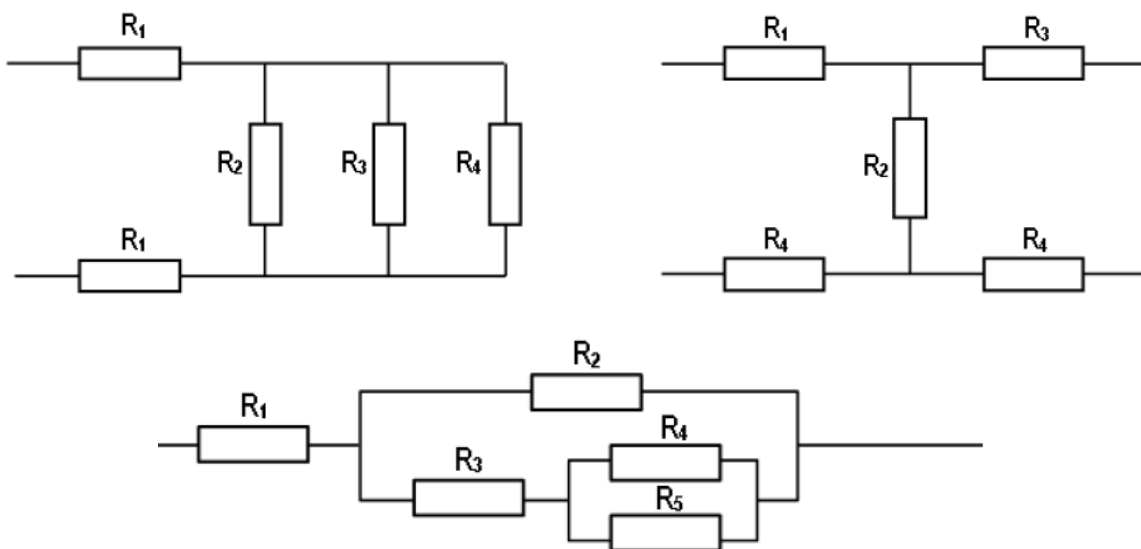 R₁
R₂ R₃ R₄
R₁
R₁ R₃
R₂
R₄ R₄
R₂
R₁
R₄
R₃
R₅